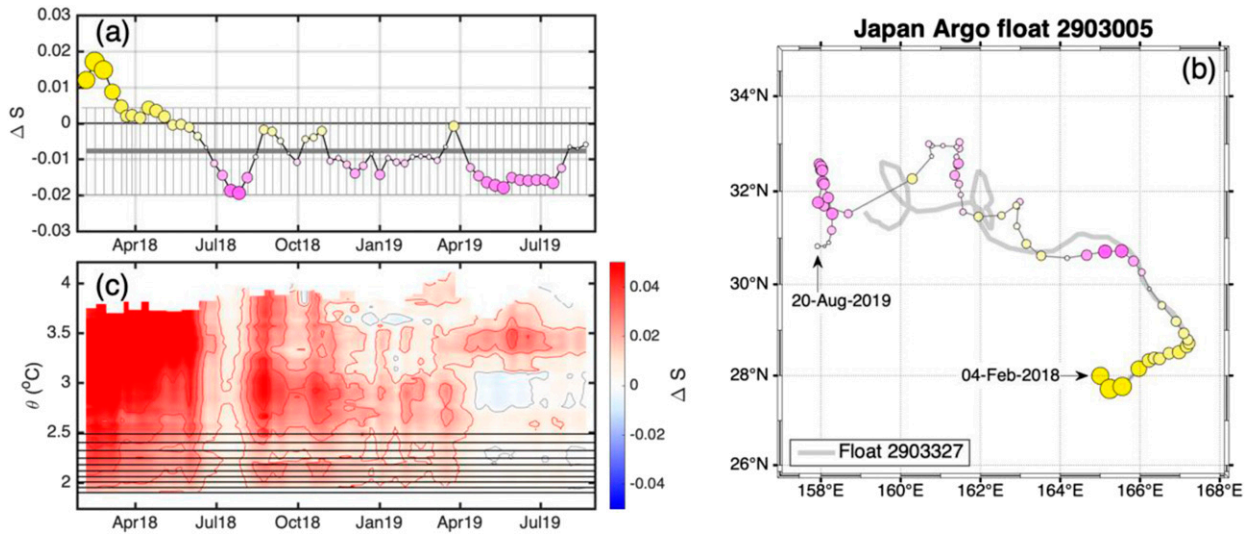 (a)
0.03
0.02
0.01
0
-0.01
-0.02
-0.03
Δ S
Apr18 Jul18 Oct18 Jan19 Apr19 Jul19
(c)
4
3.5
3
2.5
2
θ (°C)
Apr18 Jul18 Oct18 Jan19 Apr19 Jul19
0.04
0.02
0
-0.02
-0.04
Δ S
Japan Argo float 2903005
(b)
34°N
32°N
30°N
28°N
26°N
20-Aug-2019
04-Feb-2018
Float 2903327
158°E 160°E 162°E 164°E 166°E 168°E